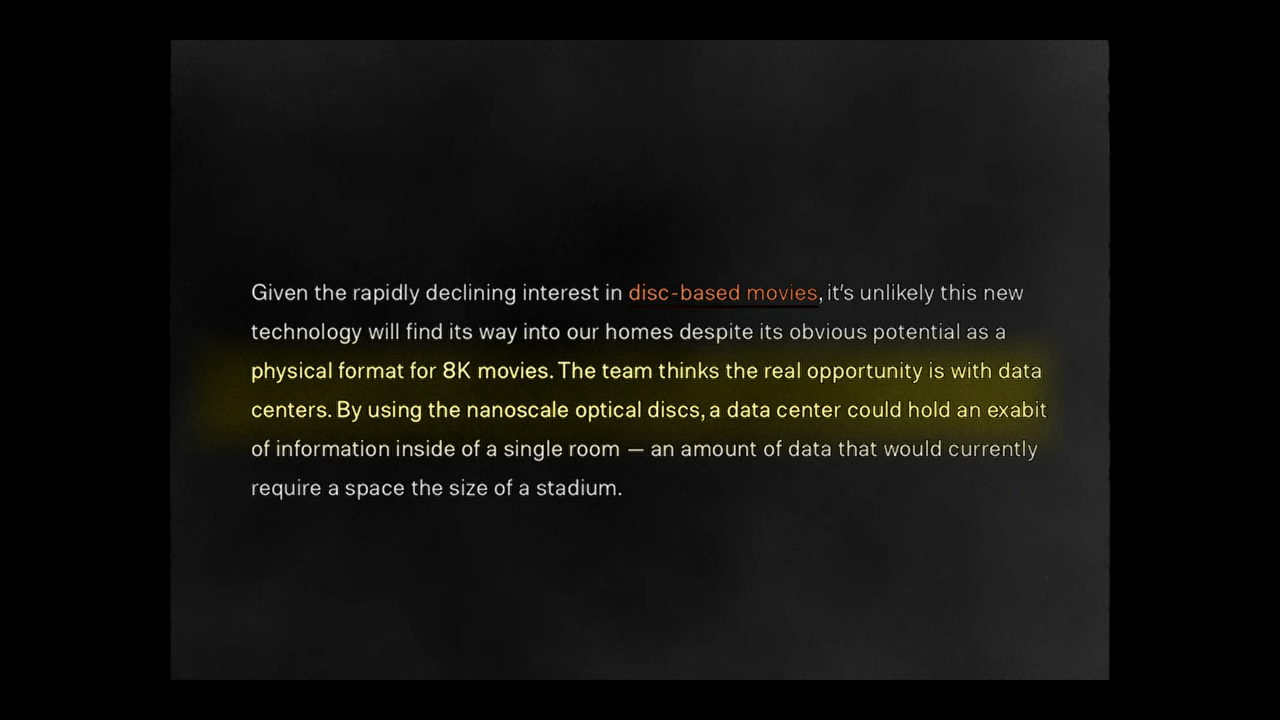 Given the rapidly declining interest in disc-based movies, it's unlikely this new
technology will find its way into our homes despite its obvious potential as a
physical format for 8K movies. The team thinks the real opportunity is with data
centers. By using the nanoscale optical discs, a data center could hold an exabit
of information inside of a single room — an amount of data that would currently
require a space the size of a stadium.